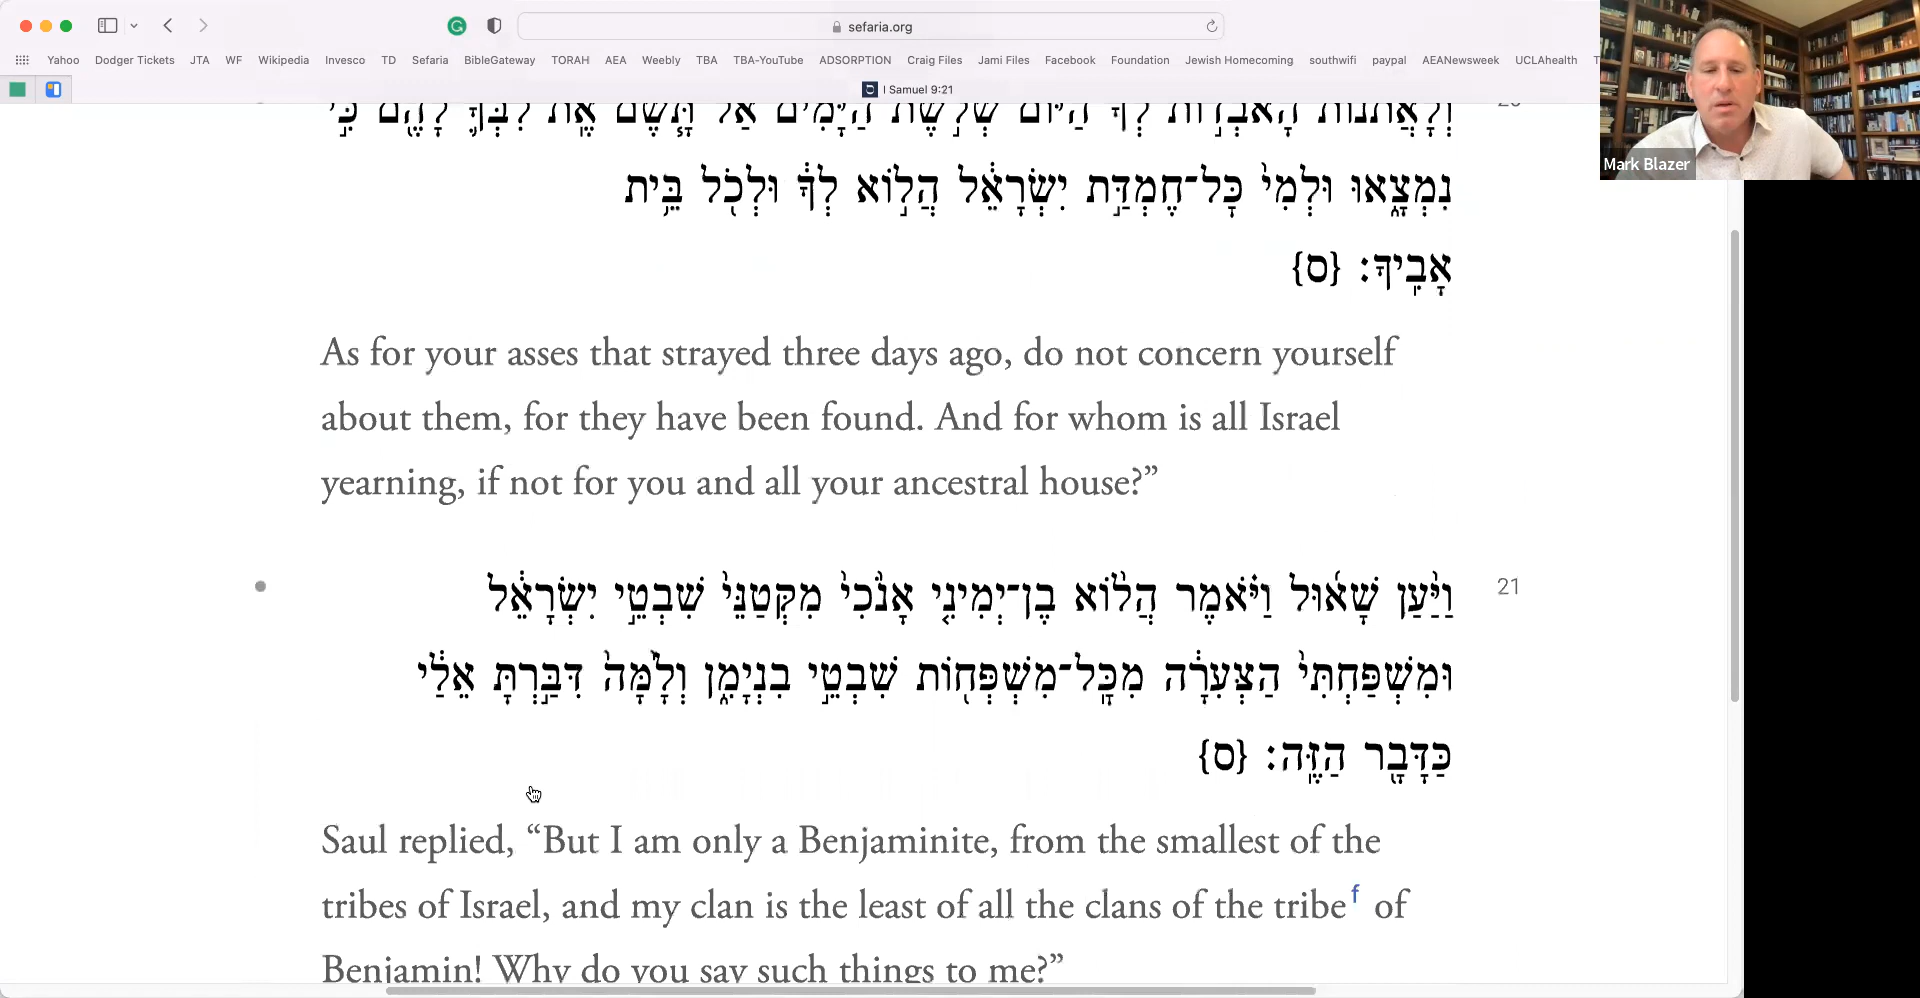 sefaria.org
Yahoo Dodger Tickets JTA WF Wikipedia Invesco TD Sefaria BibleGateway TORAH AEA Weebly TBA TBA-YouTube ADSORPTION Craig Files Jami Files Facebook Foundation Jewish Homecoming southwifi paypal AEANewsweek UCLAhealth
I Samuel 9:21
Mark Blazer
וְלָאֲתֹנוֹת הָאֹבְד֣וֹת לְךָ֗ הַיּוֹם֙ שְׁלֹ֣שֶׁת הַיָּמִ֔ים אַל־תָּ֧שֶׂם אֶֽת־לִבְּךָ֛ לָהֶ֖ם כִּ֣י
נִמְצָ֑אוּ וּלְמִי֙ כׇּל־חֶמְדַּ֣ת יִשְׂרָאֵ֔ל הֲל֣וֹא לְךָ֔ וּלְכֹ֖ל בֵּ֥ית
אָבִֽיךָ׃ {ס}
As for your asses that strayed three days ago, do not concern yourself
about them, for they have been found. And for whom is all Israel
yearning, if not for you and all your ancestral house?”
21
וַיַּ֨עַן שָׁא֜וּל וַיֹּ֗אמֶר הֲל֨וֹא בֶן־יְמִינִ֤י אָ֙נֹכִי֙ מִקְּטַנֵּי֙ שִׁבְטֵ֣י יִשְׂרָאֵ֔ל
וּמִשְׁפַּחְתִּי֙ הַצְּעִרָ֔ה מִכׇּֽל־מִשְׁפְּח֖וֹת שִׁבְטֵ֣י בִנְיָמִ֑ן וְלָ֙מָּה֙ דִּבַּ֣רְתָּ אֵלַ֔י
כַּדָּבָ֖ר הַזֶּֽה׃ {ס}
Saul replied, “But I am only a Benjaminite, from the smallest of the
tribes of Israel, and my clan is the least of all the clans of the tribe f of
Benjamin! Why do you say such things to me?”